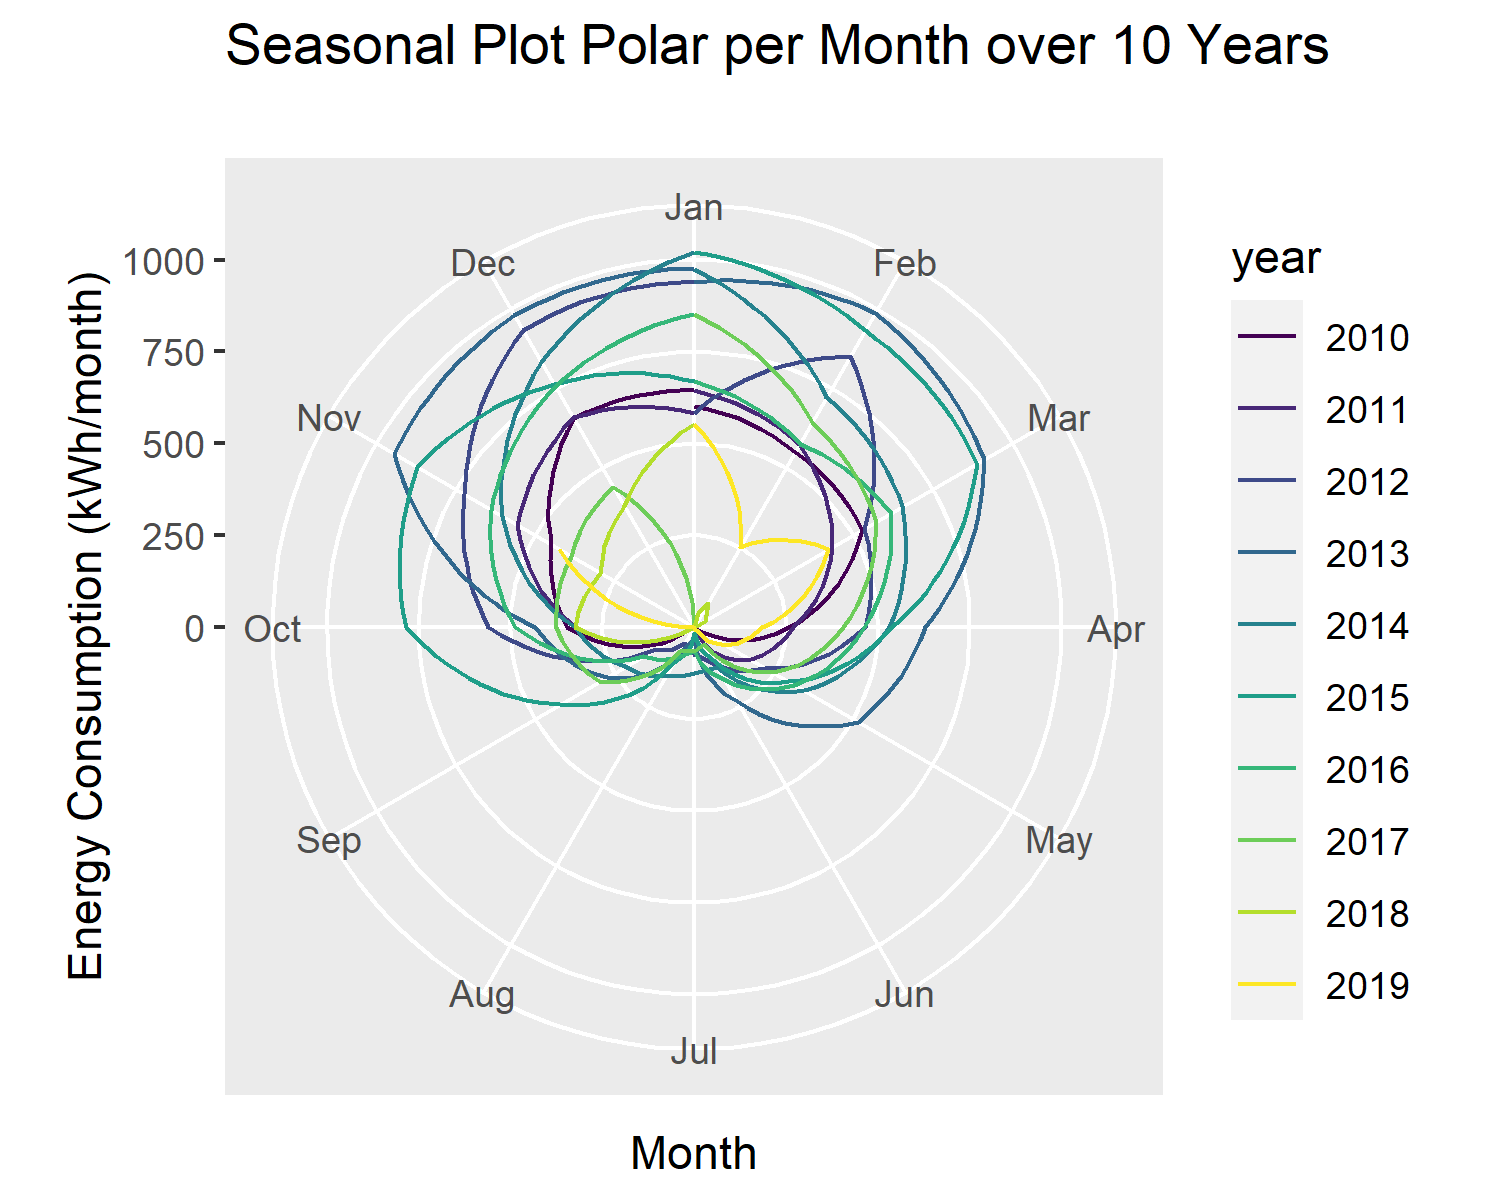 Seasonal Plot Polar per Month over 10 Years
Jan
Feb
Mar
Apr
May
Jun
Jul
Aug
Sep
Oct
Nov
Dec
1000
750
500
250
0
Energy Consumption (kWh/month)
Month
year
2010
2011
2012
2013
2014
2015
2016
2017
2018
2019